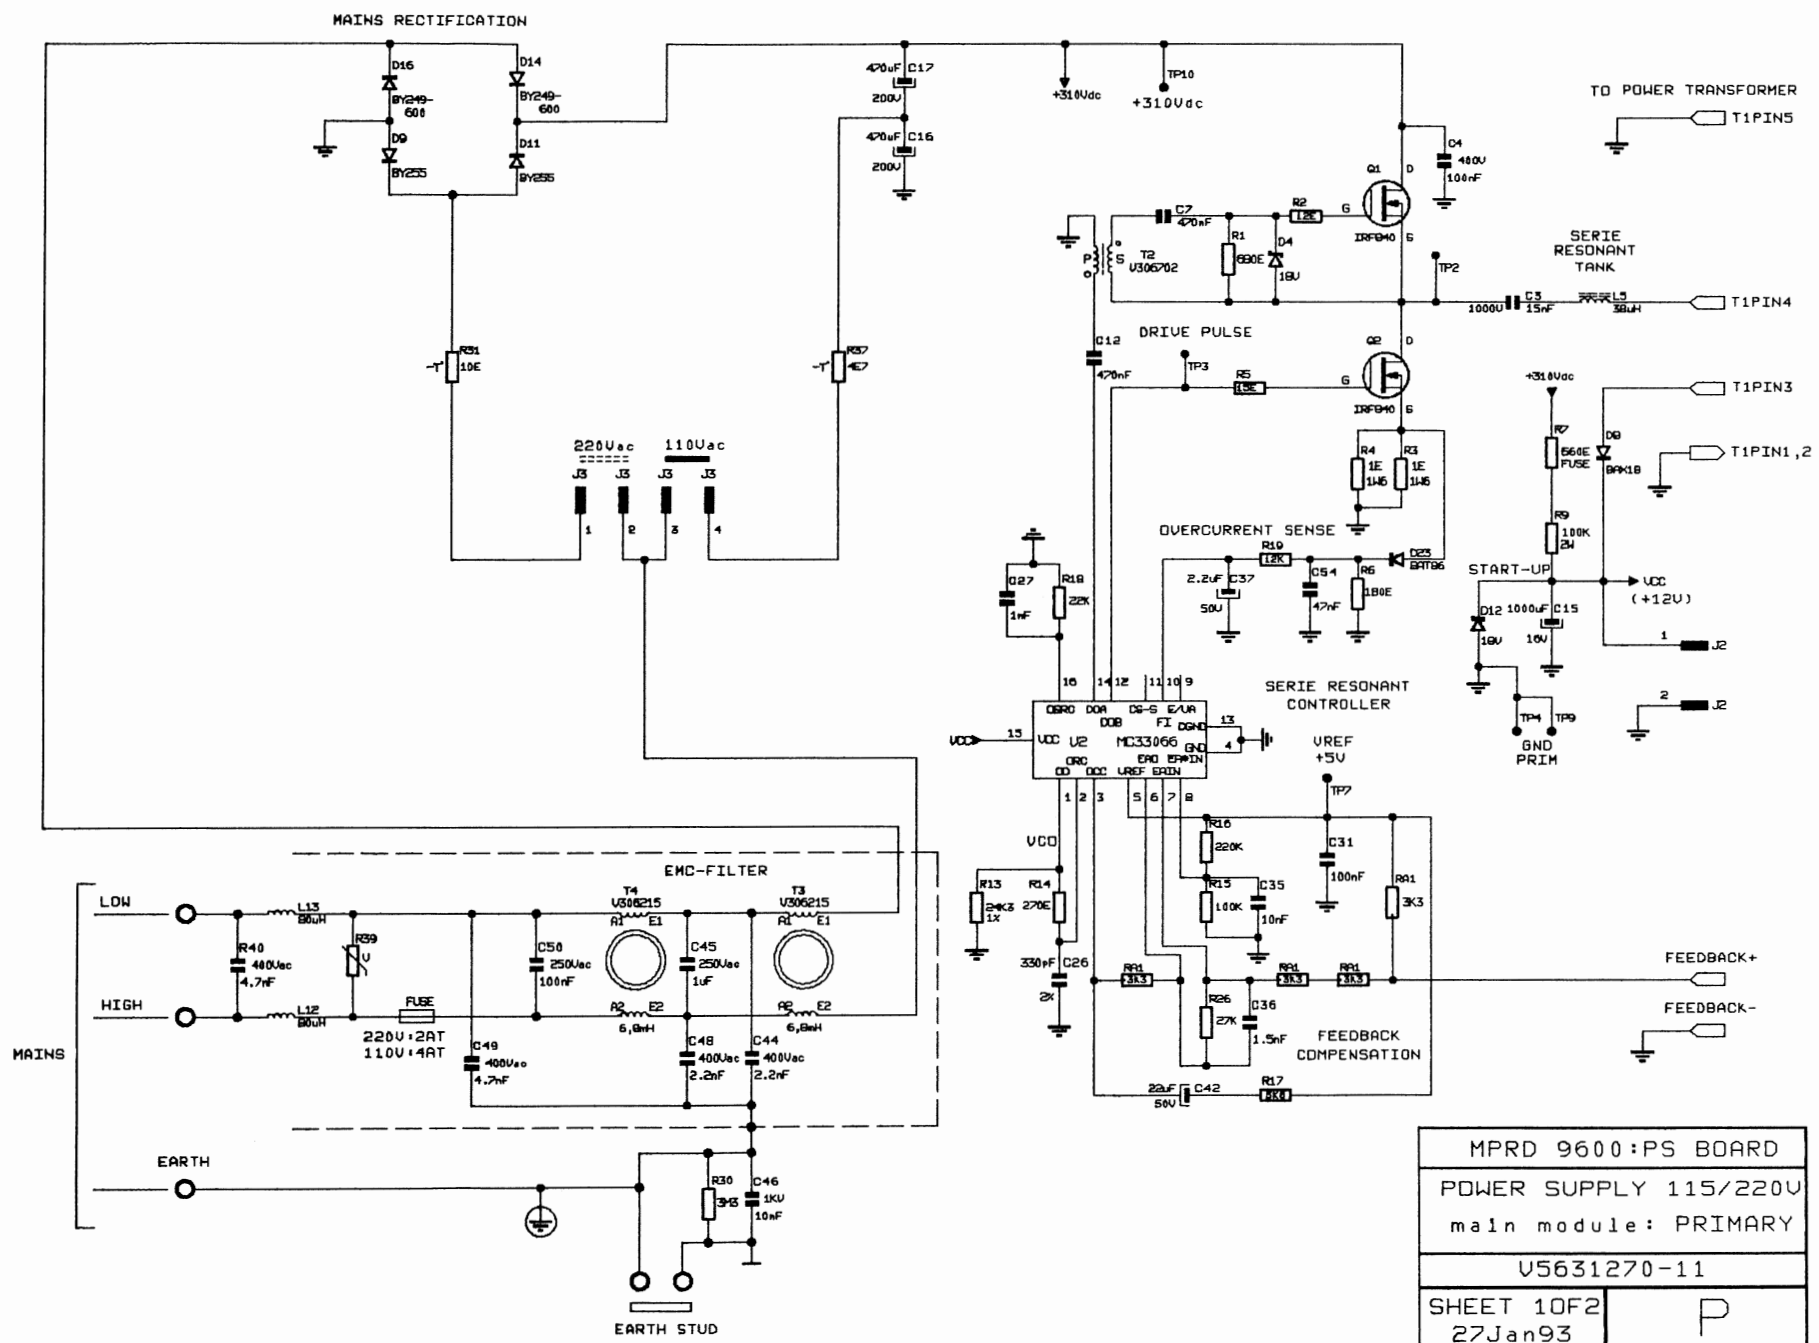 MAINS RECTIFICATION
D16
BY249-
600
D14
BY249-
600
D9
BY255
D11
BY255
R31
-T
10E
R37
-T
4E7
220Vac
110Vac
J3
J3
J3
J3
1
2
3
4
470uF C17
200V
470uF C16
200V
+310Vdc
TP10
+310Vdc
TO POWER TRANSFORMER
T1PIN5
C4
400V
100nF
Q1
D
G
S
IRF840
R2
12E
C7
470nF
R1
680E
D4
18V
P
S
T2
V306702
TP2
SERIE
RESONANT
TANK
1000V
C3
15nF
L5
38uH
T1PIN4
DRIVE PULSE
C12
470nF
TP3
R5
15E
Q2
D
G
S
IRF840
+310Vdc
T1PIN3
R7
560E
FUSE
D8
BAX18
T1PIN1,2
R4
1E
1W6
R3
1E
1W6
OVERCURRENT SENSE
R19
12K
D23
BAT86
2.2uF C37
50V
C54
47nF
R6
180E
R9
100K
2W
START-UP
VCC
(+12V)
D12
18V
1000uF C15
16V
1
J2
2
J2
TP4
TP9
GND
PRIM
C27
1nF
R18
22K
16
14
12
11
10
9
SERIE RESONANT
CONTROLLER
OSRC
DOA
CS-S
E/UA
DOB
FI
DGND
13
VCC
15
VCC
U2
MC33066
GND
4
ORC
EAO
EA*IN
OD
OCC
VREF
EAIN
1
2
3
5
6
7
8
VREF
+5V
TP7
VCO
R16
220K
C31
100nF
RA1
3K3
R13
24K3
1%
R14
270E
R15
100K
C35
10nF
330pF C26
2%
RA1
3K3
RA1
3K3
RA1
3K3
FEEDBACK+
R26
27K
C36
1.5nF
FEEDBACK
COMPENSATION
FEEDBACK-
22uF C42
50V
R17
EMC-FILTER
MAINS
LOW
HIGH
EARTH
L13
80uH
R40
400Vac
4.7nF
R39
V
L12
80uH
FUSE
220V:2AT
110V:4AT
C49
400Vac
4.7nF
C50
250Vac
100nF
T4
V306215
A1
E1
A2
E2
6,8mH
C45
250Vac
1uF
T3
V306215
A1
E1
A2
E2
6,8mH
C48
400Vac
2.2nF
C44
400Vac
2.2nF
R30
3M3
C46
1KV
10nF
EARTH STUD
MPRD 9600:PS BOARD
POWER SUPPLY 115/220V
main module: PRIMARY
V5631270-11
SHEET 1OF2
27Jan93
P